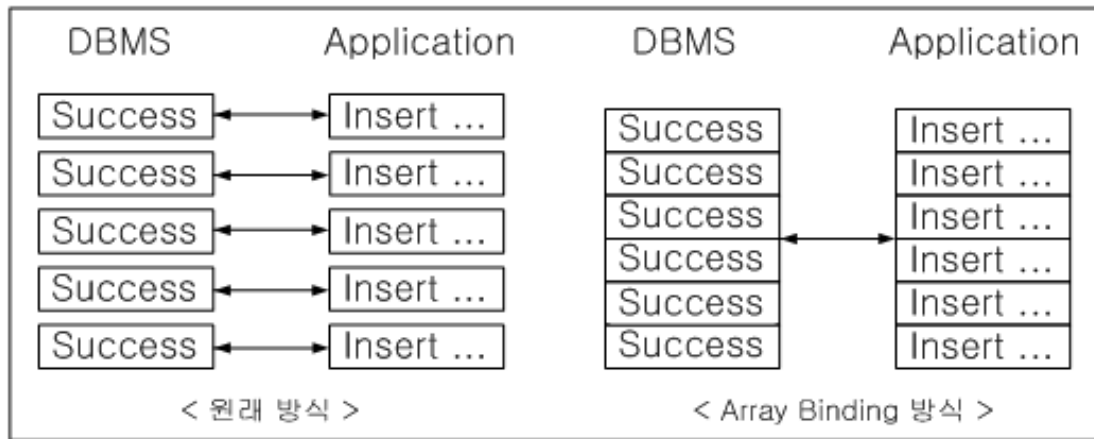 DBMS Application
Success Insert ...
Success Insert ...
Success Insert ...
Success Insert ...
Success Insert ...
< 원래 방식 >
DBMS Application
Success Insert ...
Success Insert ...
Success Insert ...
Success Insert ...
Success Insert ...
Success Insert ...
< Array Binding 방식 >